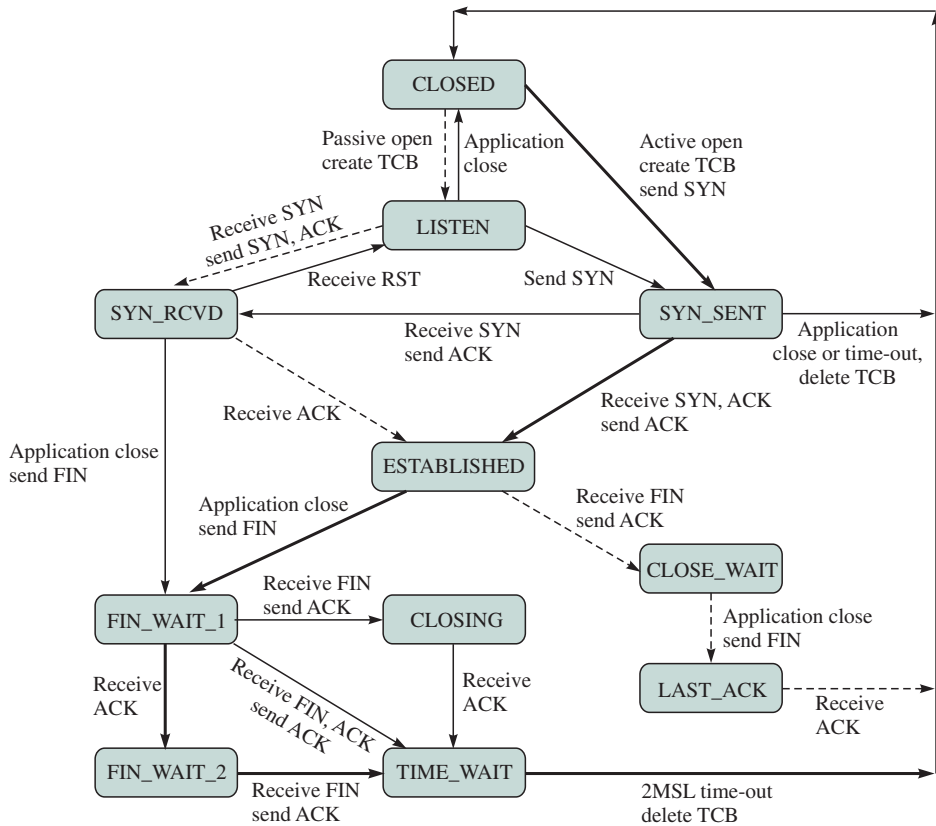 CLOSED
Passive open
create TCB
Application
close
Active open
create TCB
send SYN
Receive SYN
send SYN, ACK
LISTEN
Receive RST
Send SYN
SYN_RCVD
SYN_SENT
Receive SYN
send ACK
Application
close or time-out,
delete TCB
Receive ACK
Receive SYN, ACK
send ACK
Application close
send FIN
ESTABLISHED
Application close
send FIN
Receive FIN
send ACK
CLOSE_WAIT
Receive FIN
send ACK
FIN_WAIT_1
CLOSING
Application close
send FIN
Receive
ACK
Receive FIN, ACK
send ACK
Receive
ACK
LAST_ACK
Receive
ACK
FIN_WAIT_2
TIME_WAIT
Receive FIN
send ACK
2MSL time-out
delete TCB